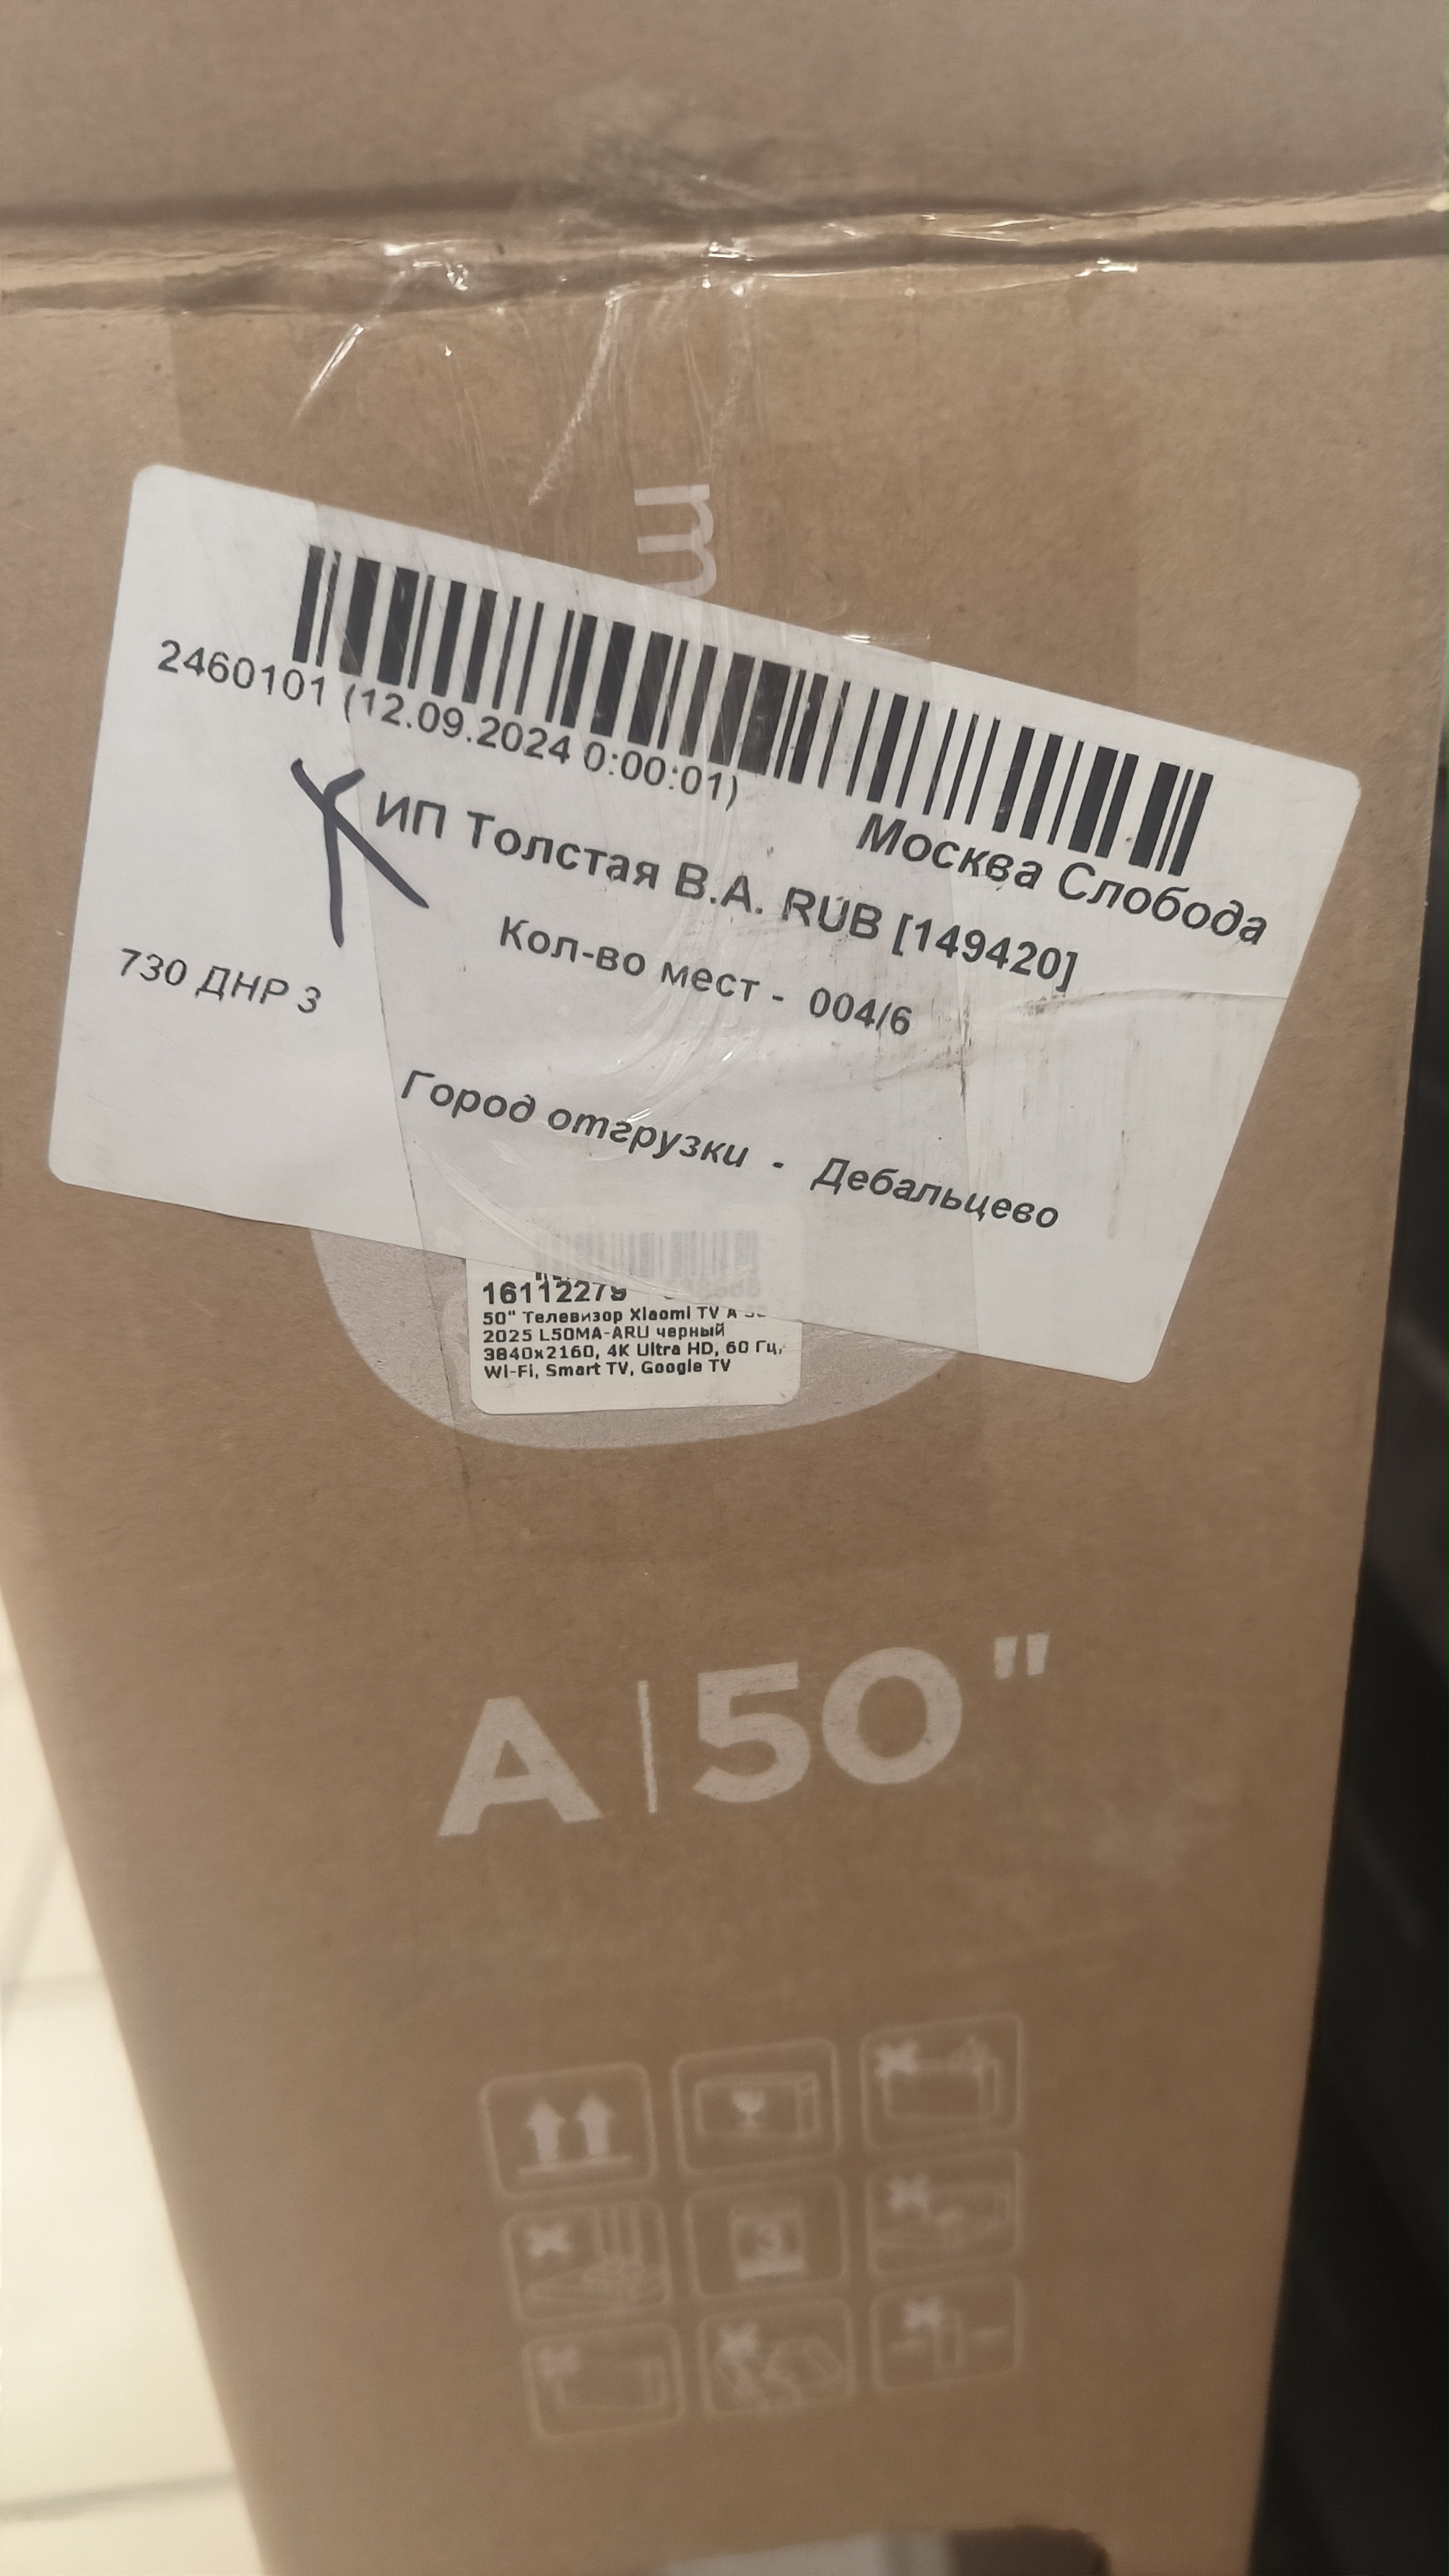 m
2460101 (12.09.2024 0:00:01)
Москва Слобода
ИП Толстая В.А. RUB [149420]
Кол-во мест - 004/6
730 ДНР 3
Город отгрузки - Дебальцево
16112279
50" Телевизор Xiaomi TV A
2025 L50MA-ARU черный
3840x2160, 4K Ultra HD, 60 Гц,
Wi-Fi, Smart TV, Google TV
A|50"
3